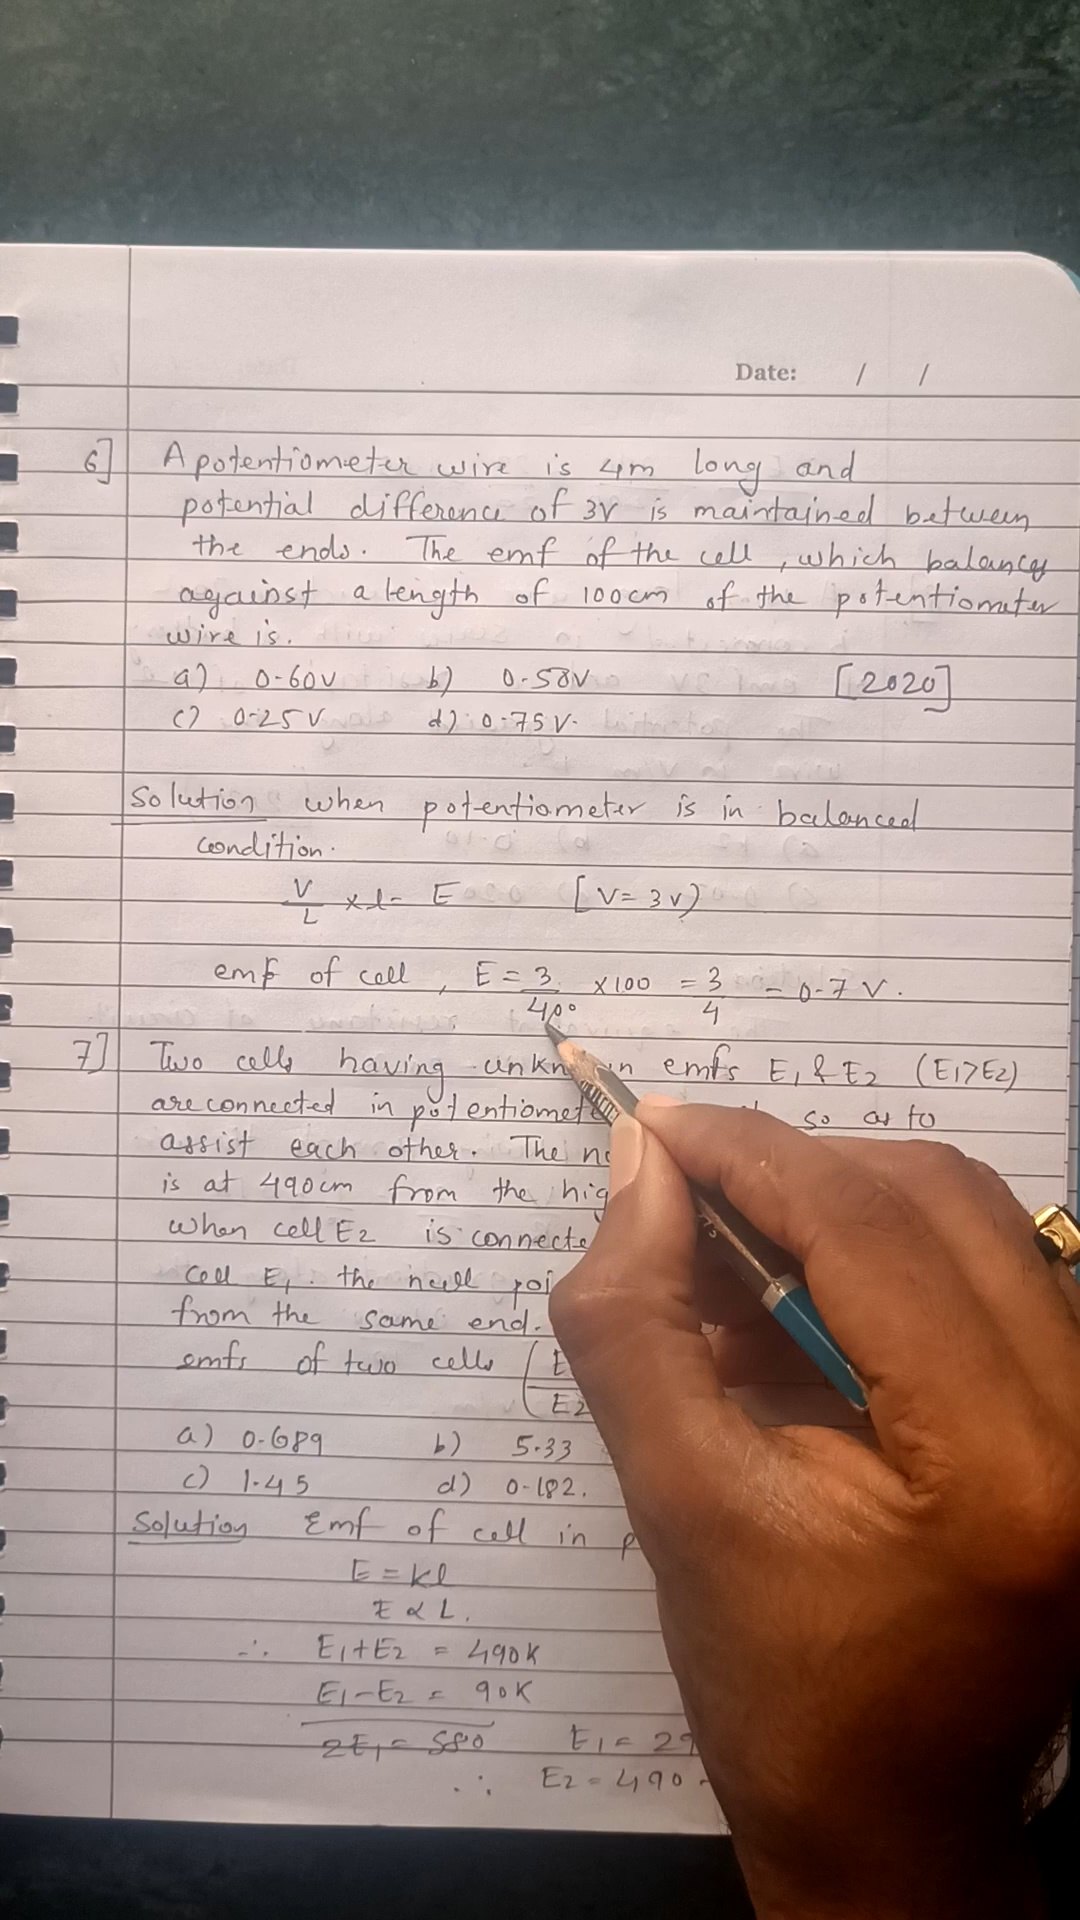 Date: / /
6] A potentiometer wire is 4m long and
potential difference of 3V is maintained between
the ends. The emf of the cell, which balances
against a length of 100cm of the potentiometer
wire is.
a) 0.60V b) 0.58V [2020]
c) 0.25V d) 0.75V.
Solution when potentiometer is in balanced
condition.
V/L × l = E [V = 3V]
emf of cell, E = 3/400 × 100 = 3/4 = 0.7 V.
7] Two cells having in emfs E1 & E2 (E1>E2)
are connected in so as to
assist each other. The
is at 490cm from the
when cell E2 is
cell E1. the null
from the same end.
emfs of two cells (E/E2
a) 0.689 b) 5.33
c) 1.45 d) 0.182.
Solution Emf of cell in
E = kl
E ∝ L.
∴ E1+E2 = 490K
E1-E2 = 90K
2E1 = 580 E1 = 29
∴ E2 = 490 -